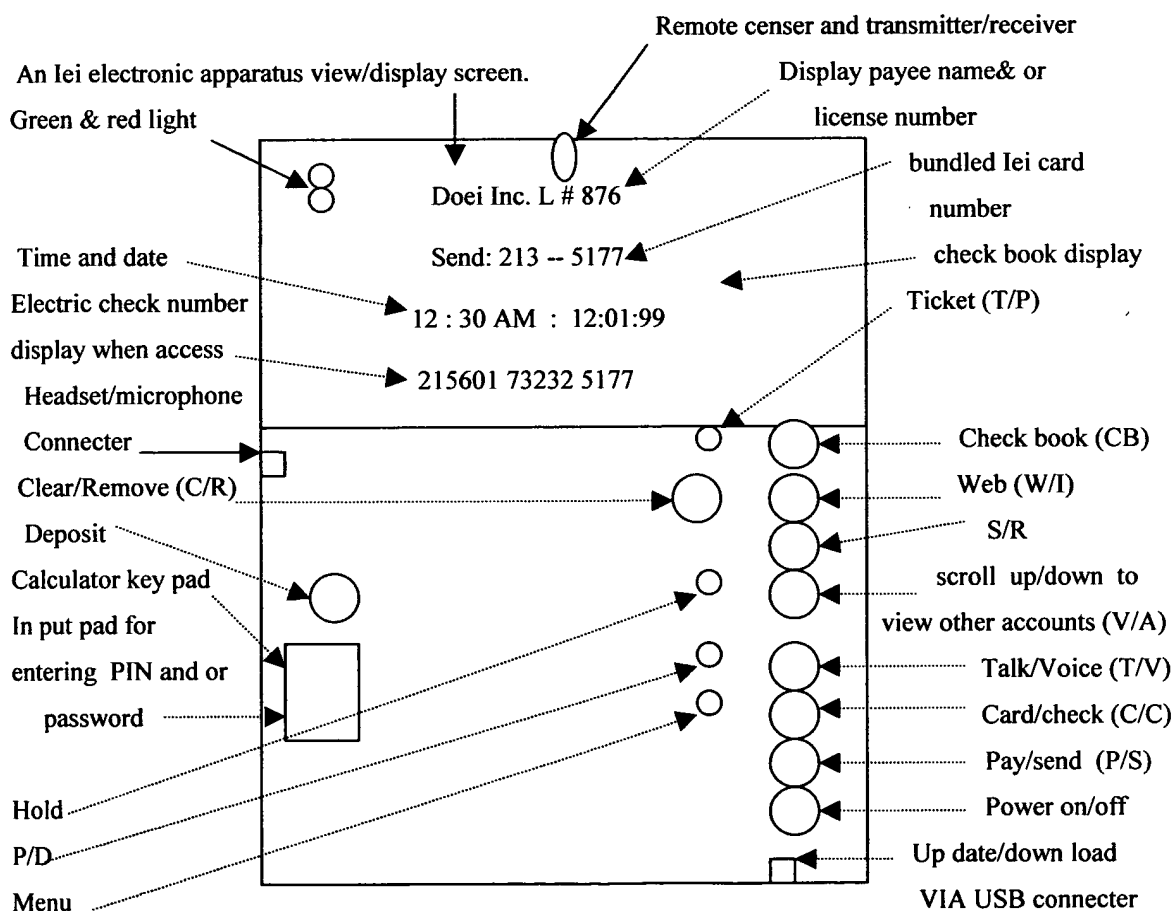 Remote censer and transmitter/receiver
An Iei electronic apparatus view/display screen.
Display payee name& or
license number
Green & red light
bundled Iei card
number
Doei Inc. L # 876
Send: 213 -- 5177
check book display
Time and date
Ticket (T/P)
Electric check number
display when access
12 : 30 AM : 12:01:99
215601 73232 5177
Headset/microphone
Connecter
Check book (CB)
Clear/Remove (C/R)
Web (W/I)
Deposit
S/R
Calculator key pad
scroll up/down to
view other accounts (V/A)
In put pad for
entering PIN and or
password
Talk/Voice (T/V)
Card/check (C/C)
Pay/send (P/S)
Hold
Power on/off
P/D
Up date/down load
VIA USB connecter
Menu